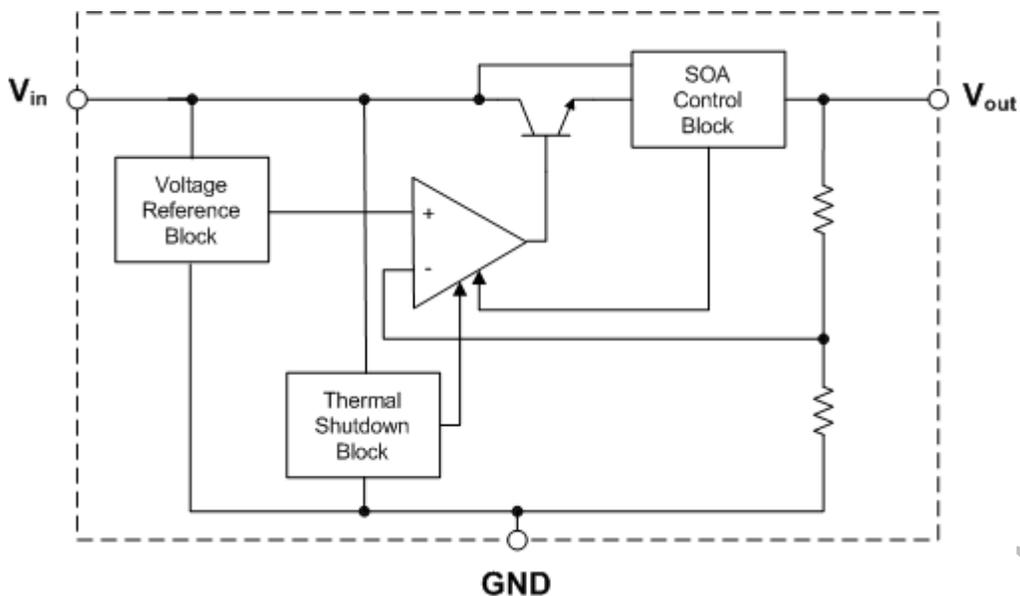 SOA
Control
Block
Vin
Vout
Voltage
Reference
Block
+
-
Thermal
Shutdown
Block
GND